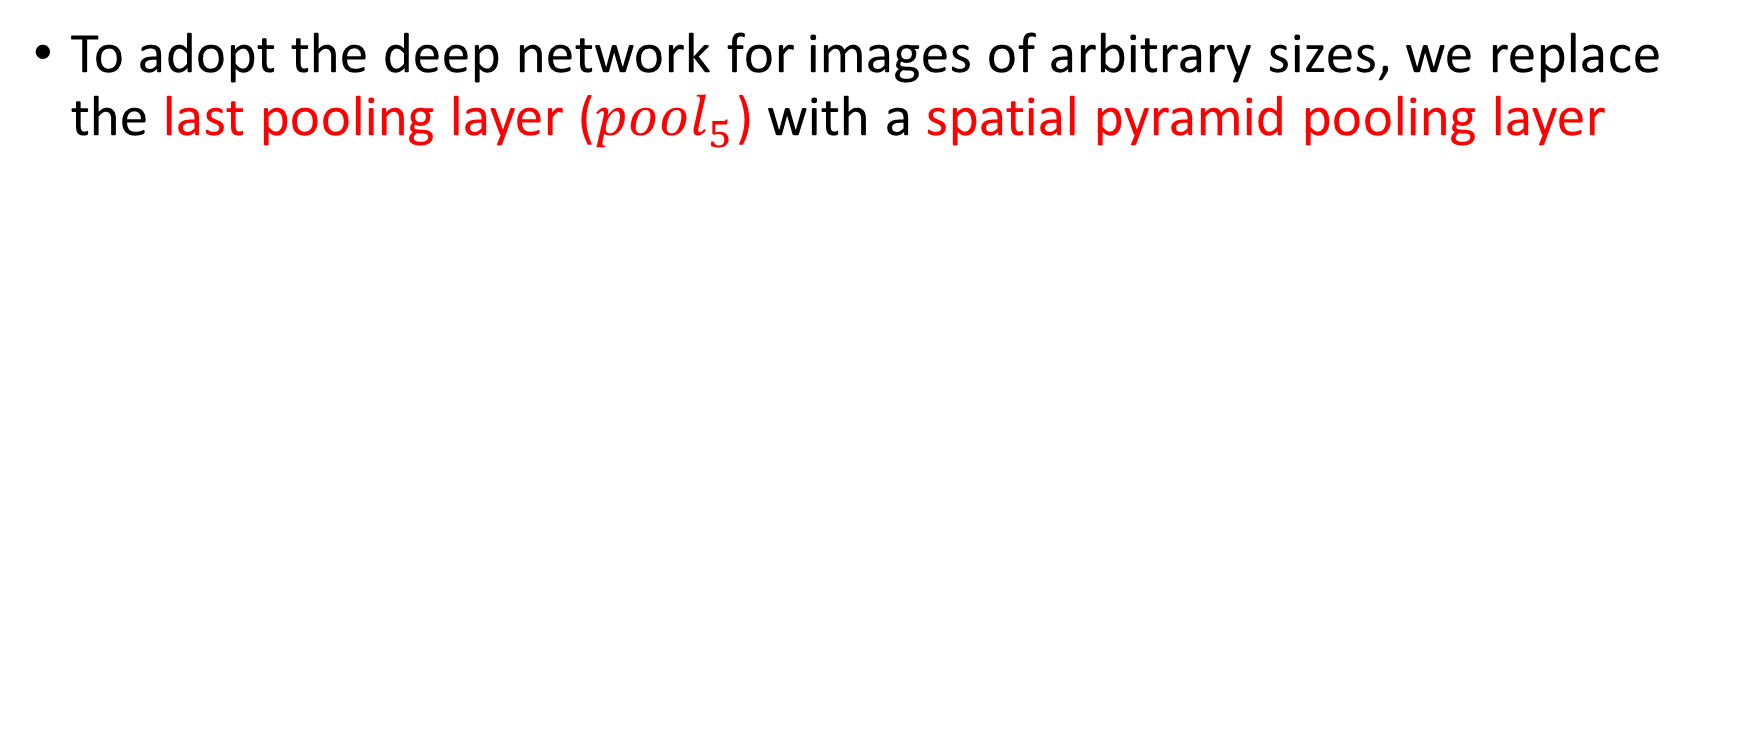 • To adopt the deep network for images of arbitrary sizes, we replace
the last pooling layer (pool₅) with a spatial pyramid pooling layer